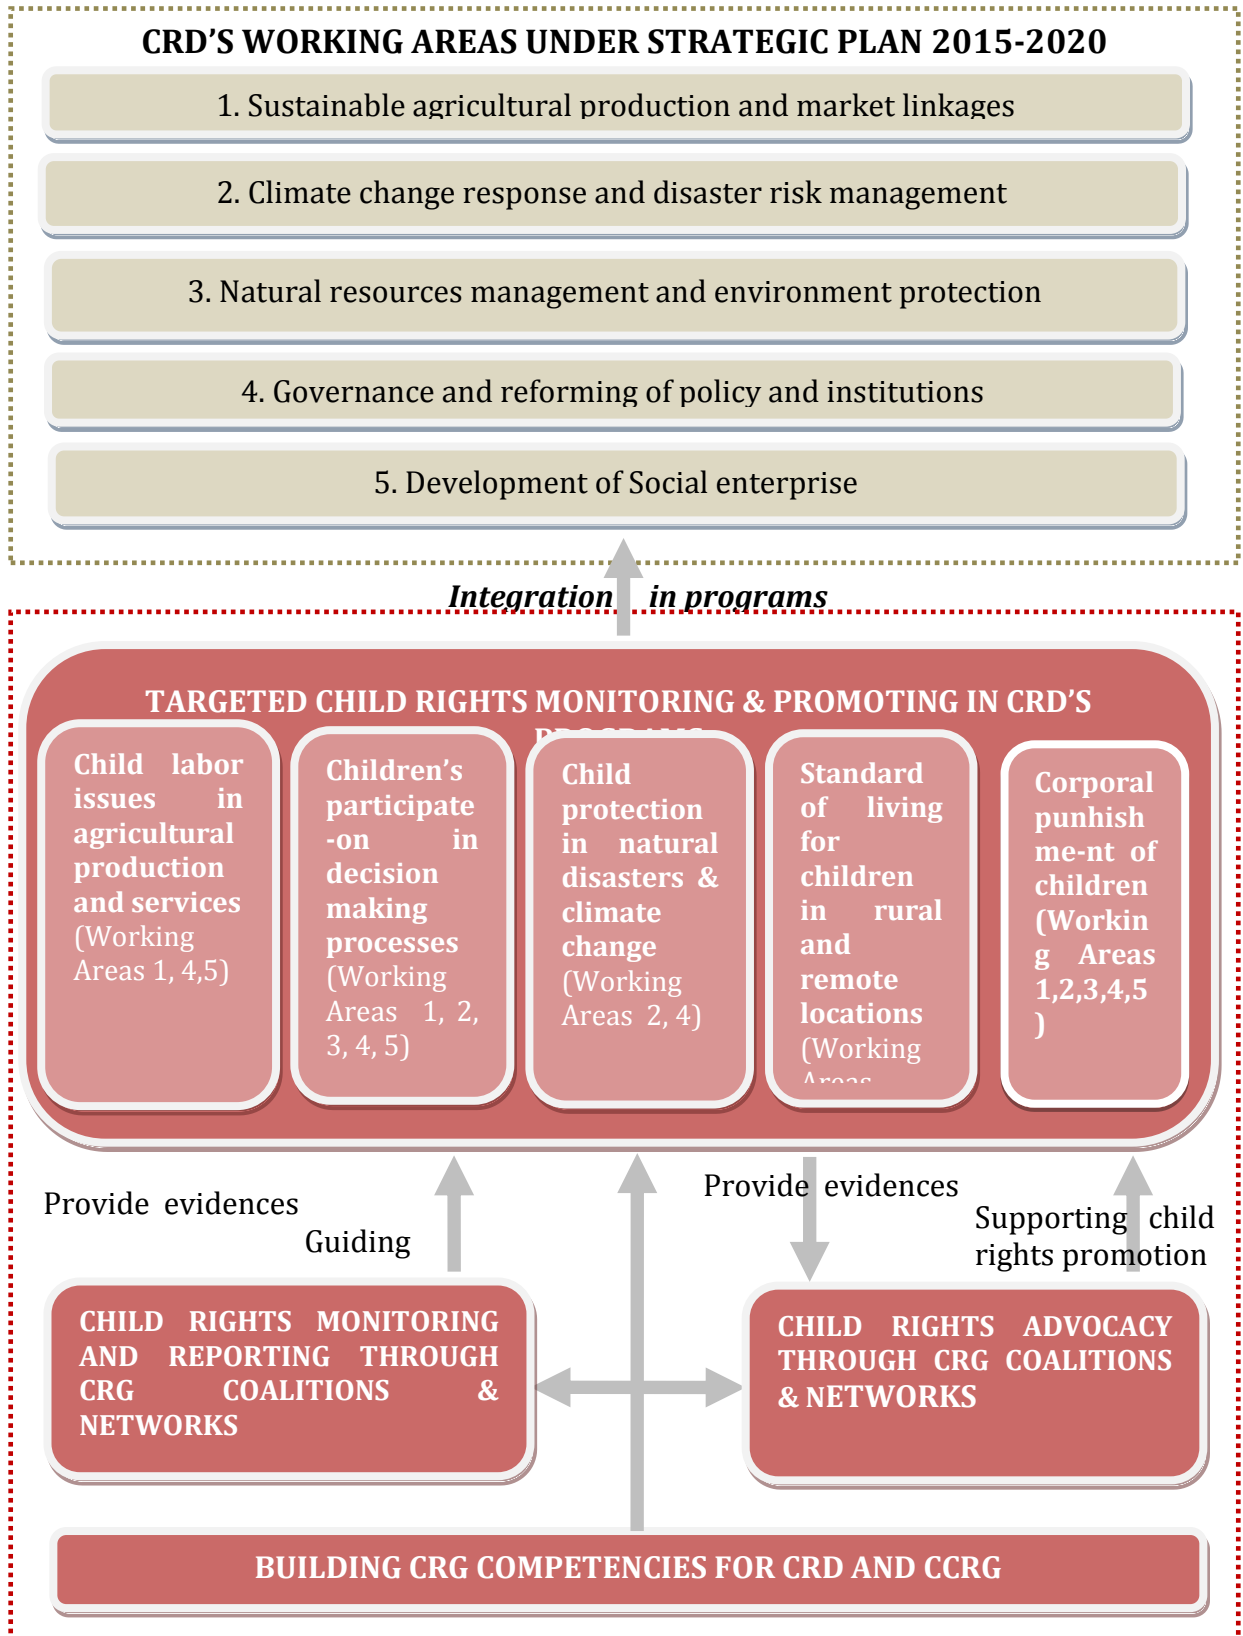 CRD'S WORKING AREAS UNDER STRATEGIC PLAN 2015-2020
1. Sustainable agricultural production and market linkages
2. Climate change response and disaster risk management
3. Natural resources management and environment protection
4. Governance and reforming of policy and institutions
5. Development of Social enterprise
Integration in programs
TARGETED CHILD RIGHTS MONITORING & PROMOTING IN CRD'S
Child labor
issues in
agricultural
production
and services
(Working
Areas 1, 4,5)
Children's
participate
-on in
decision
making
processes
(Working
Areas 1, 2,
3, 4, 5)
Child
protection
in natural
disasters &
climate
change
(Working
Areas 2, 4)
Standard
of living
for
children
in rural
and
remote
locations
(Working
Areas
Corporal
punhish
me-nt of
children
(Workin
g Areas
1,2,3,4,5
)
Provide evidences
Guiding
Provide evidences
Supporting child
rights promotion
CHILD RIGHTS MONITORING
AND REPORTING THROUGH
CRG COALITIONS &
NETWORKS
CHILD RIGHTS ADVOCACY
THROUGH CRG COALITIONS
& NETWORKS
BUILDING CRG COMPETENCIES FOR CRD AND CCRG